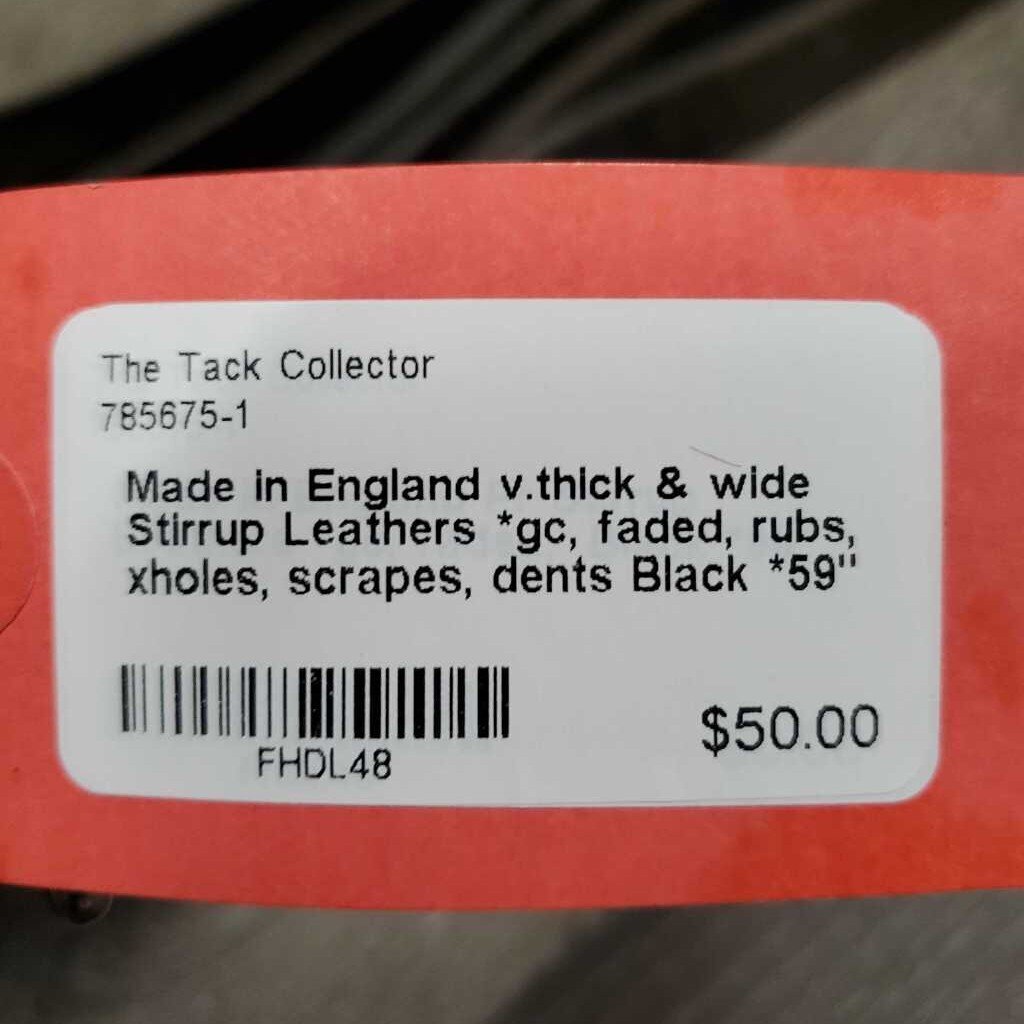 The Tack Collector
785675-1
Made in England v.thick & wide
Stirrup Leathers *gc, faded, rubs,
xholes, scrapes, dents Black *59"
FHDL48
$50.00